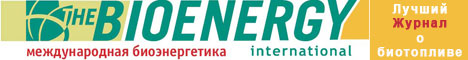 THE BIOENERGY
международная биоэнергетика international
Лучший
Журнал
о
биотопливе